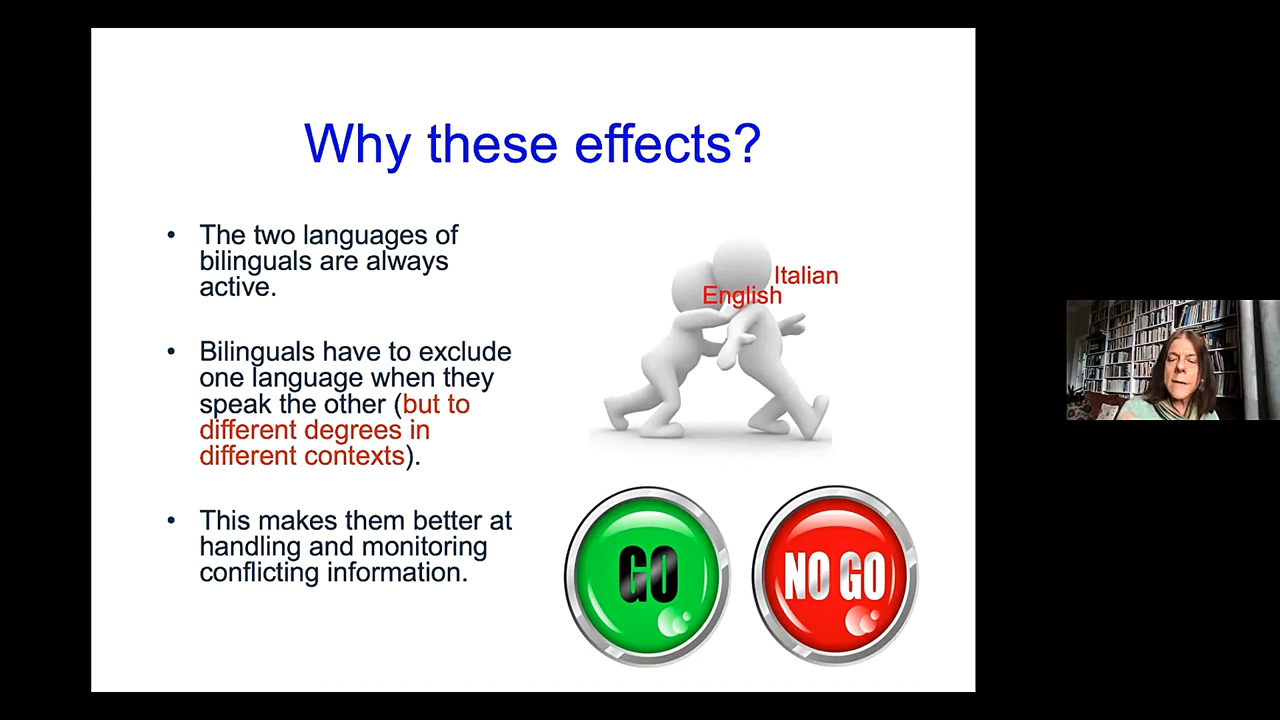 Why these effects?
• The two languages of
bilinguals are always
active.
• Bilinguals have to exclude
one language when they
speak the other (but to
different degrees in
different contexts).
• This makes them better at
handling and monitoring
conflicting information.
Italian
English
GO
NO GO